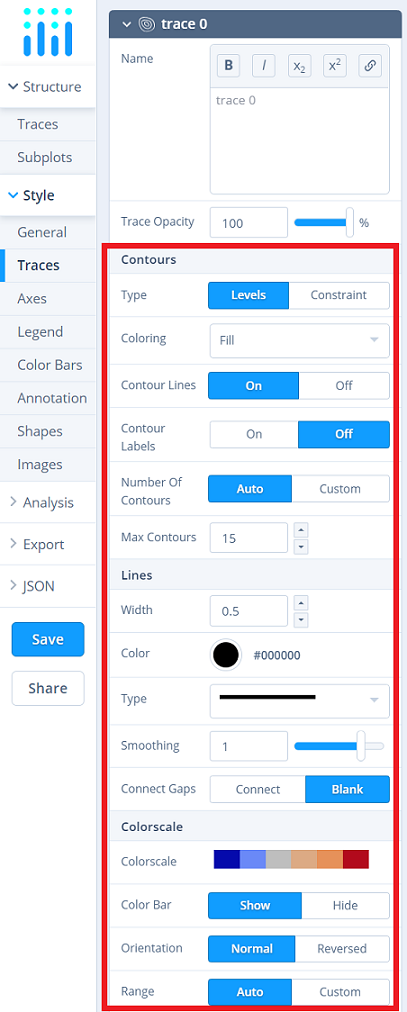 Structure
Traces
Subplots
Style
General
Traces
Axes
Legend
Color Bars
Annotation
Shapes
Images
Analysis
Export
JSON
Save
Share
trace 0
Name
B I x₂ x²
trace 0
Trace Opacity 100 %
Contours
Type Levels Constraint
Coloring Fill
Contour Lines On Off
Contour
Labels On Off
Number Of
Contours Auto Custom
Max Contours 15
Lines
Width 0.5
Color #000000
Type
Smoothing 1
Connect Gaps Connect Blank
Colorscale
Colorscale
Color Bar Show Hide
Orientation Normal Reversed
Range Auto Custom